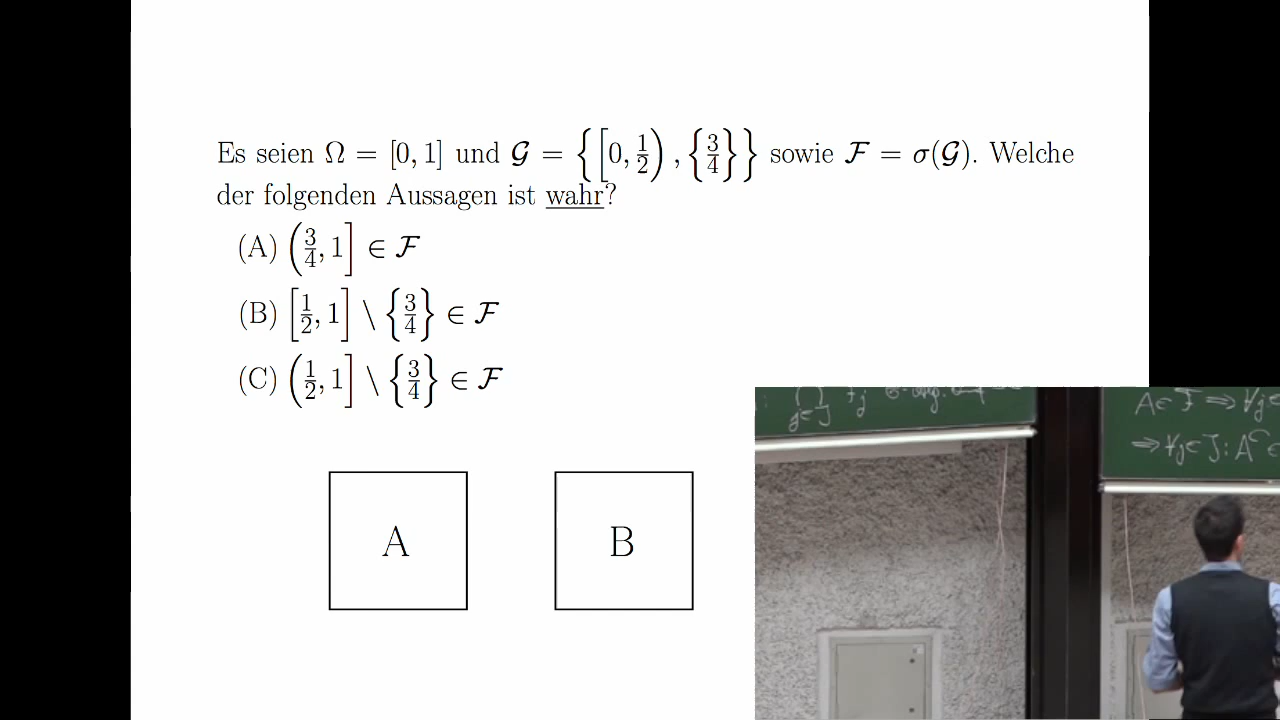 Es seien Ω = [0, 1] und 𝒢 = {[0, 1/2), {3/4}} sowie ℱ = σ(𝒢). Welche
der folgenden Aussagen ist wahr?
(A) (3/4, 1] ∈ ℱ
(B) [1/2, 1] \ {3/4} ∈ ℱ
(C) (1/2, 1] \ {3/4} ∈ ℱ
A B
j∈J
A∈ℱ ⇒ ∀j∈
⇒ ∀j∈J: Aᶜ ∈